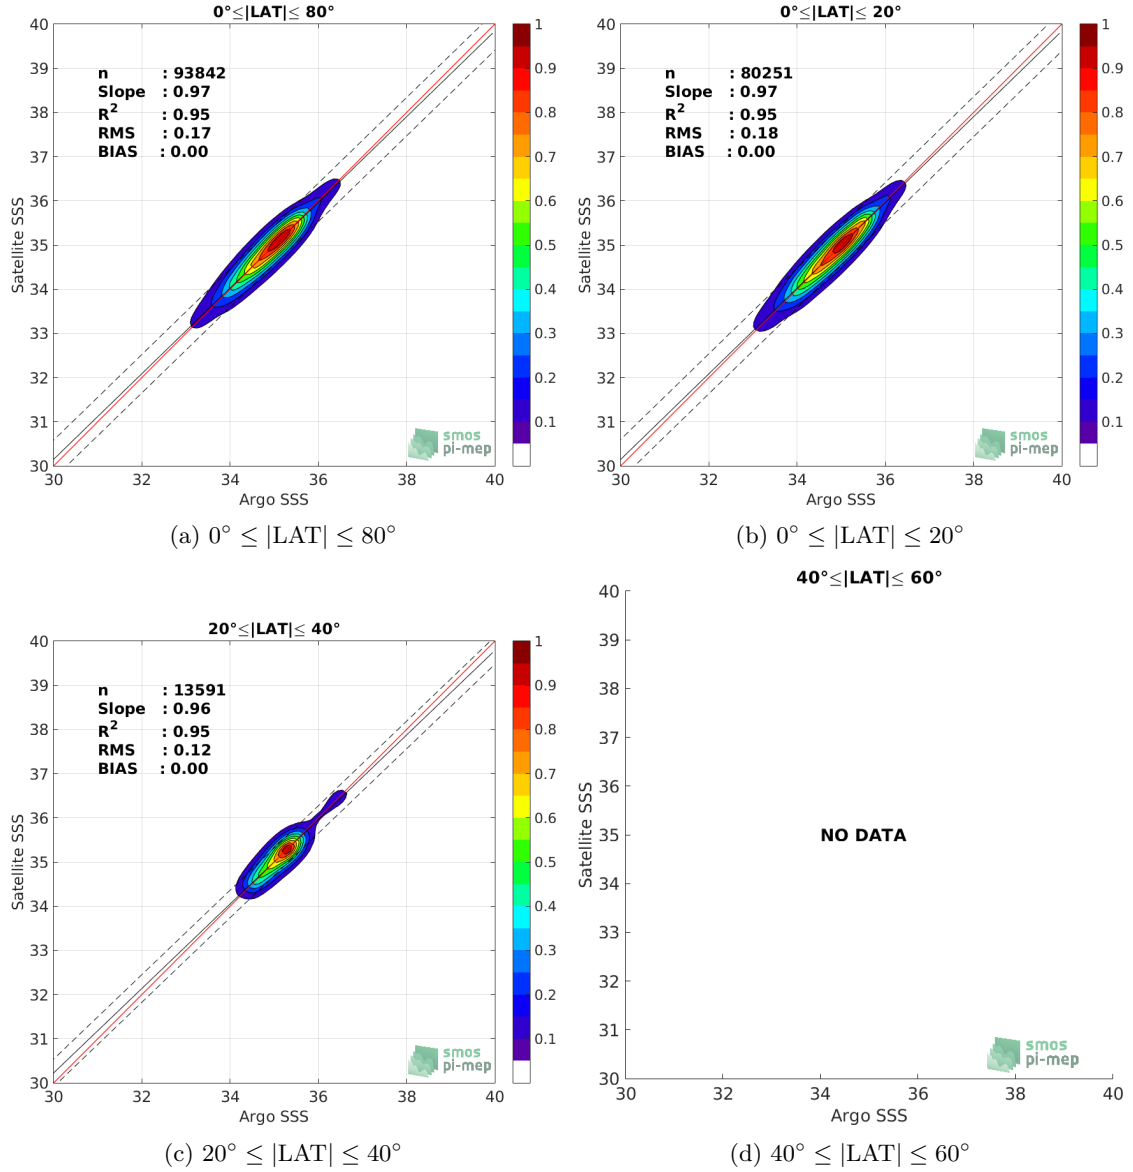 0°≤|LAT|≤ 80°
n : 93842
Slope : 0.97
R2 : 0.95
RMS : 0.17
BIAS : 0.00
40
39
38
37
36
35
34
33
32
31
30
30 32 34 36 38 40
Satellite SSS
Argo SSS
1
0.9
0.8
0.7
0.6
0.5
0.4
0.3
0.2
0.1
smos
pi-mep
(a) 0° ≤ |LAT| ≤ 80°
0°≤|LAT|≤ 20°
n : 80251
Slope : 0.97
R2 : 0.95
RMS : 0.18
BIAS : 0.00
40
39
38
37
36
35
34
33
32
31
30
30 32 34 36 38 40
Satellite SSS
Argo SSS
1
0.9
0.8
0.7
0.6
0.5
0.4
0.3
0.2
0.1
smos
pi-mep
(b) 0° ≤ |LAT| ≤ 20°
20°≤|LAT|≤ 40°
n : 13591
Slope : 0.96
R2 : 0.95
RMS : 0.12
BIAS : 0.00
40
39
38
37
36
35
34
33
32
31
30
30 32 34 36 38 40
Satellite SSS
Argo SSS
1
0.9
0.8
0.7
0.6
0.5
0.4
0.3
0.2
0.1
smos
pi-mep
(c) 20° ≤ |LAT| ≤ 40°
40°≤|LAT|≤ 60°
40
39
38
37
36
35
34
33
32
31
30
30 32 34 36 38 40
Satellite SSS
Argo SSS
NO DATA
smos
pi-mep
(d) 40° ≤ |LAT| ≤ 60°